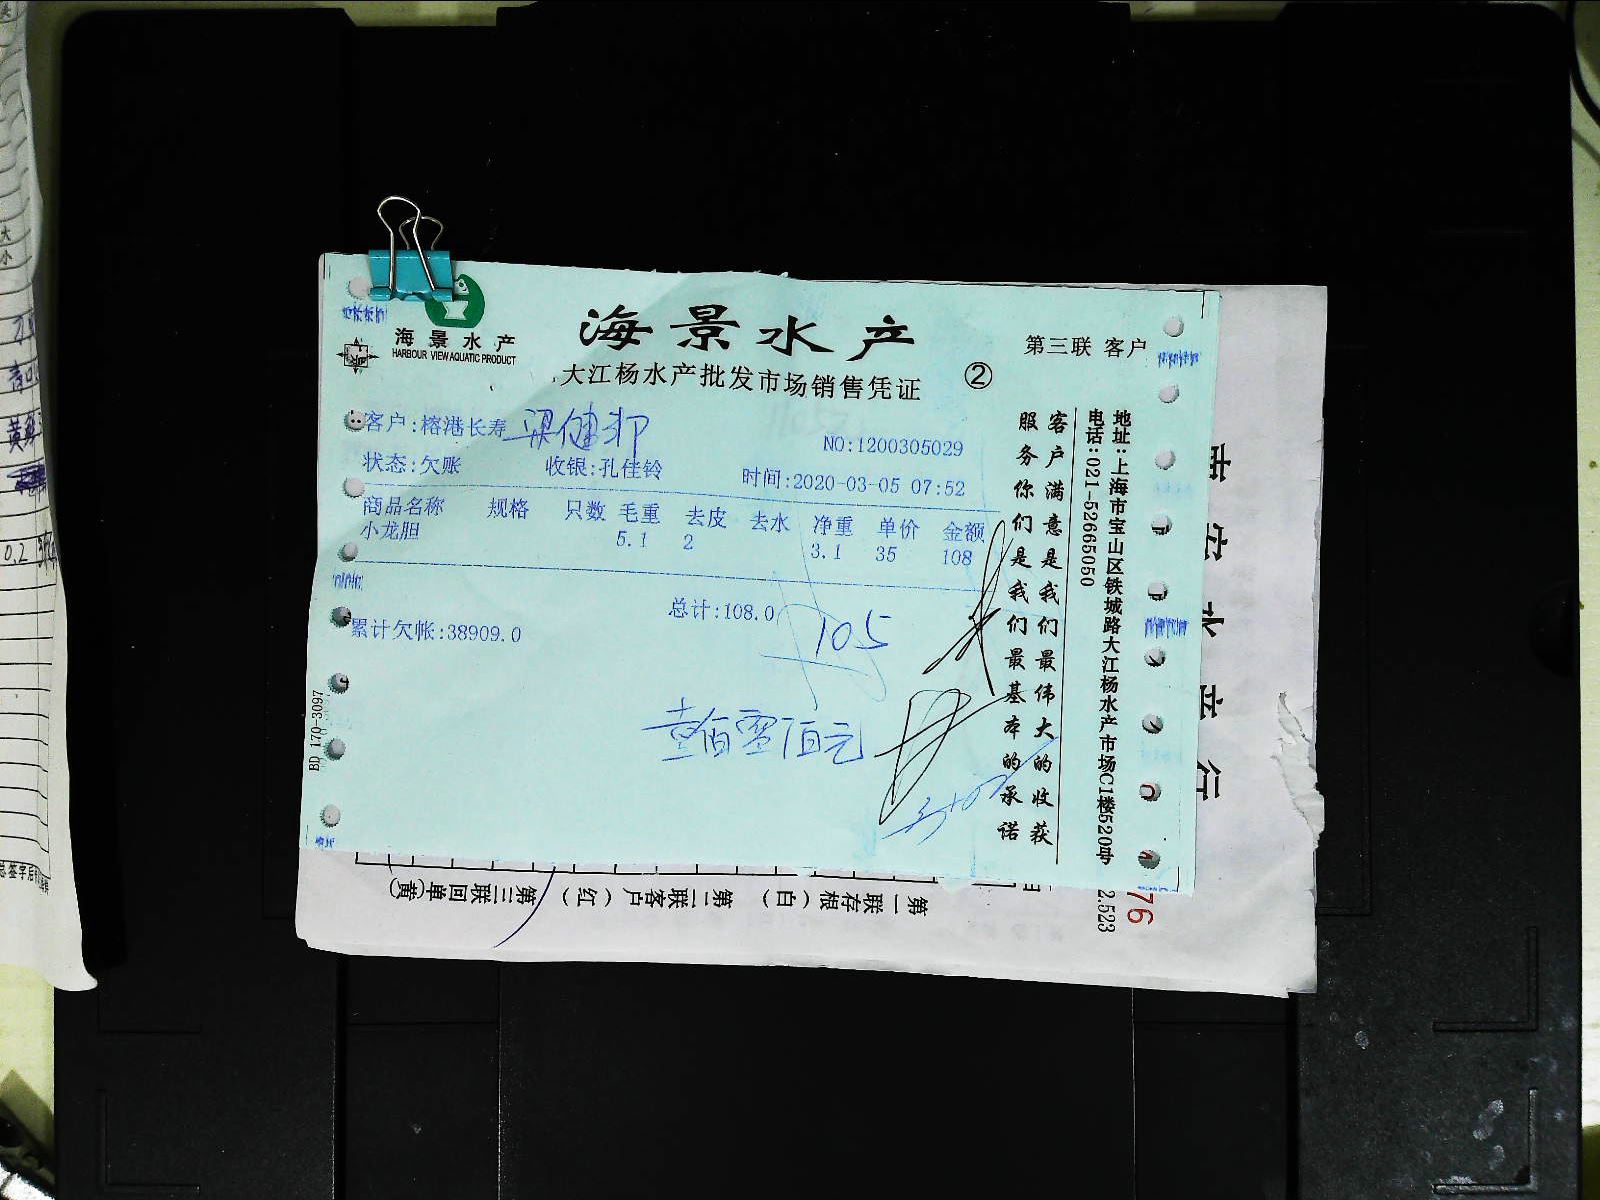 海景水产
HARBOUR VIEW AQUATIC PRODUCT
海景水产
第三联 客户
大江杨水产批发市场销售凭证 ②
客户:榕港长寿
NO:1200305029
状态:欠账 收银:孔佳铃 时间:2020-03-05 07:52
商品名称 规格 只数 毛重 去皮 去水 净重 单价 金额
小龙胆 5.1 2 3.1 35 108
总计:108.0
105
累计欠帐:38909.0
壹佰零伍元
客户满意是我们最伟大的收获
服务你们是我们最基本的承诺
地址:上海市宝山区铁城路大江杨水产市场C1楼520号
电话:021-52665050
BD 170-3097
第一联存根(白) 第二联客户(红) 第三联回单(黄)
2.523
76
水产行
黄
0.2